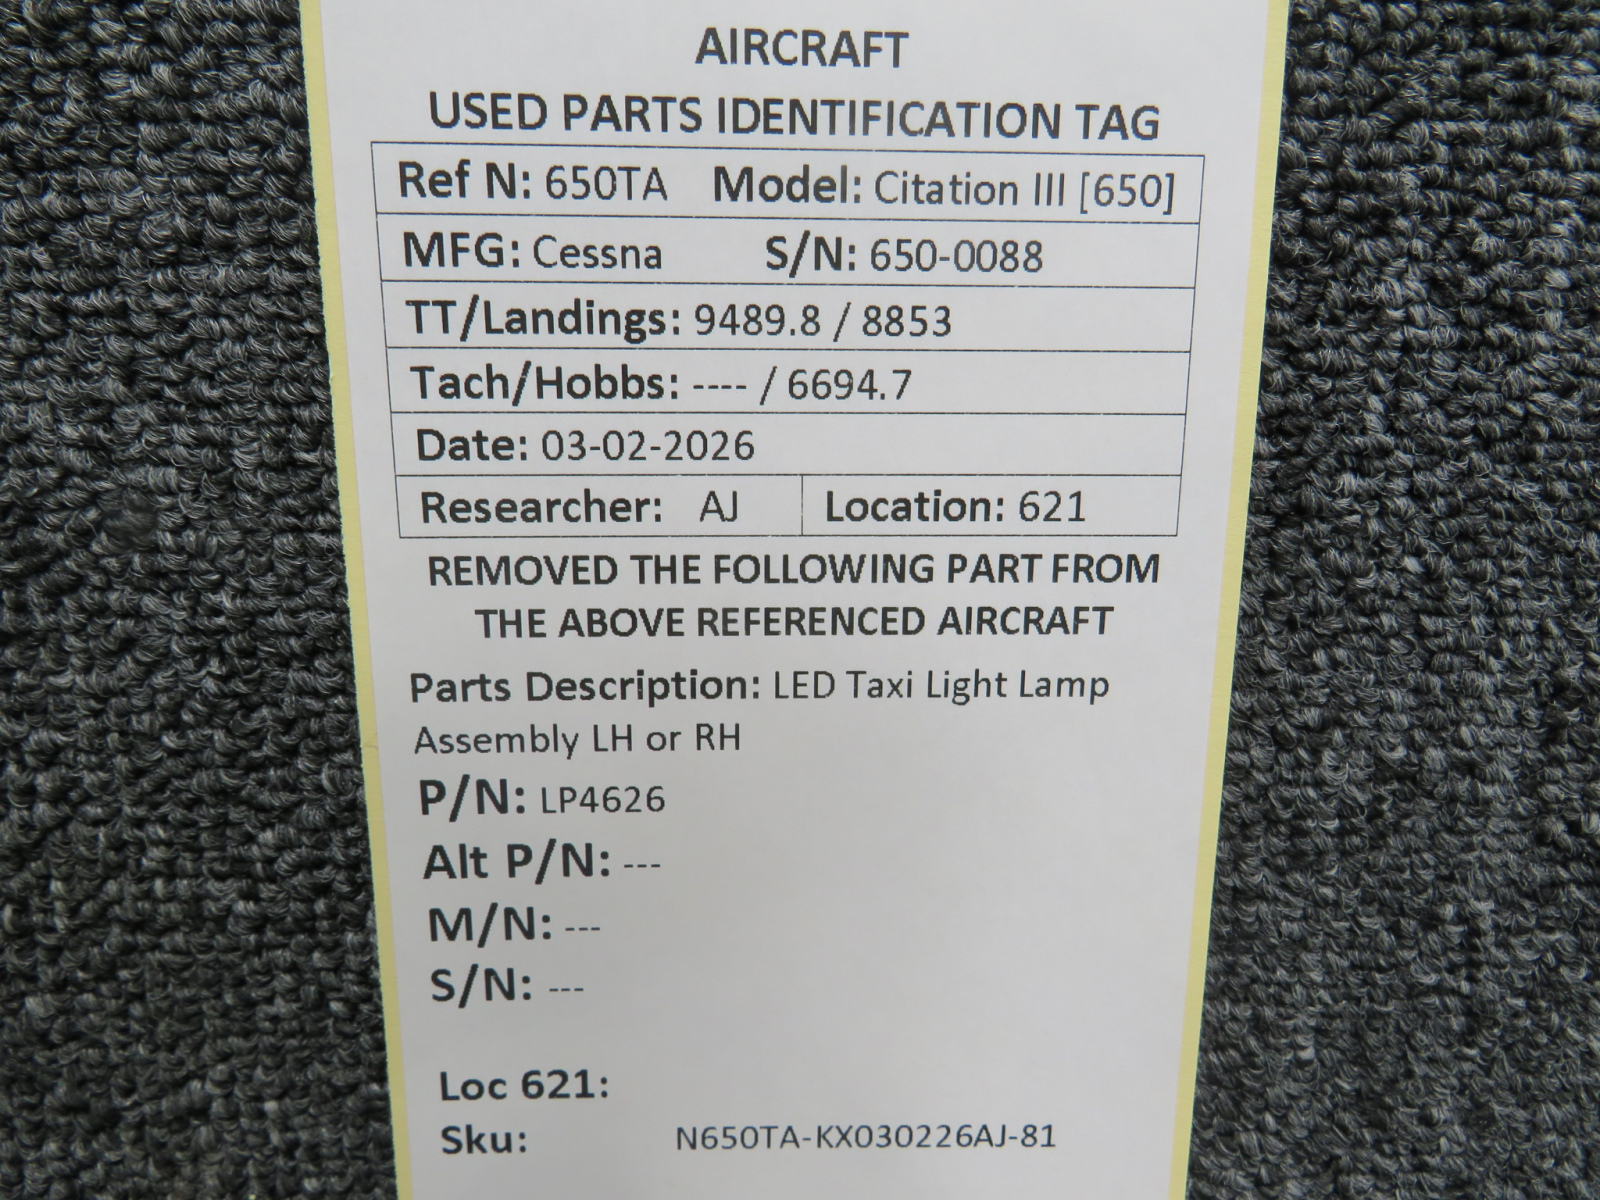 AIRCRAFT
USED PARTS IDENTIFICATION TAG
Ref N: 650TA Model: Citation III [650]
MFG: Cessna S/N: 650-0088
TT/Landings: 9489.8 / 8853
Tach/Hobbs: ---- / 6694.7
Date: 03-02-2026
Researcher: AJ Location: 621
REMOVED THE FOLLOWING PART FROM
THE ABOVE REFERENCED AIRCRAFT
Parts Description: LED Taxi Light Lamp
Assembly LH or RH
P/N: LP4626
Alt P/N: ---
M/N: ---
S/N: ---
Loc 621:
Sku: N650TA-KX030226AJ-81